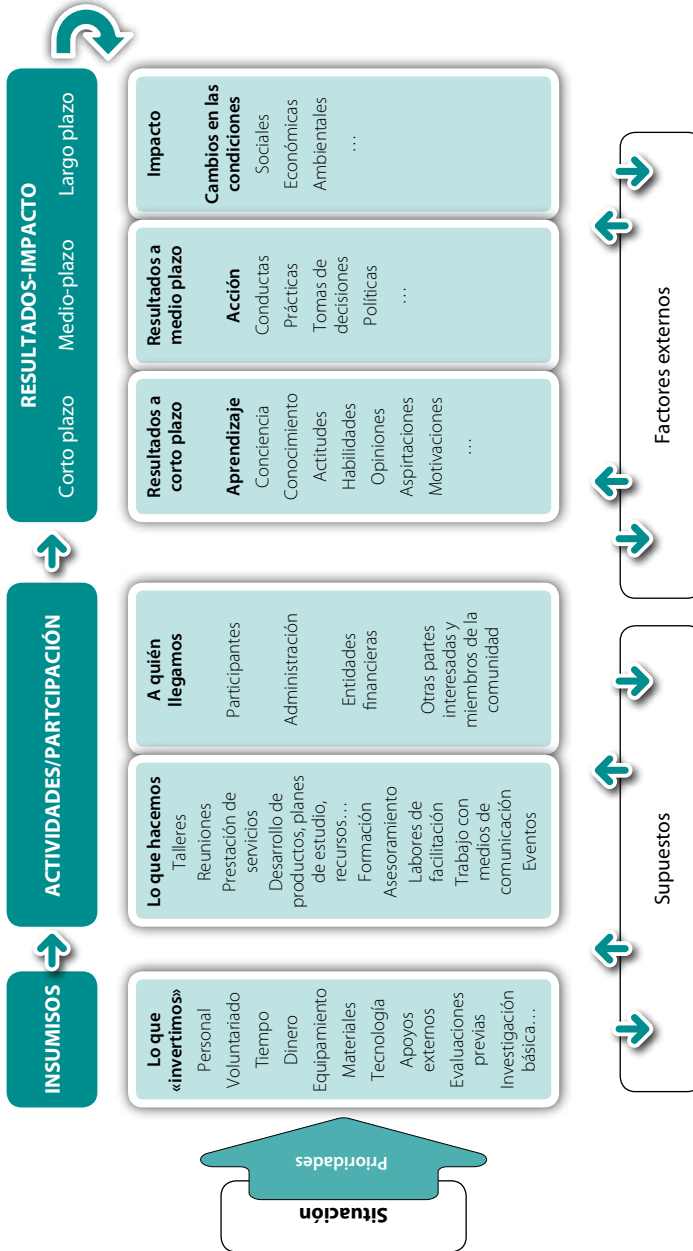 Situación
Prioridades
INSUMISOS
Lo que
«invertimos»
Personal
Voluntariado
Tiempo
Dinero
Equipamiento
Materiales
Tecnología
Apoyos
externos
Evaluaciones
previas
Investigación
básica…
ACTIVIDADES/PARTCIPACIÓN
Lo que hacemos
Talleres
Reuniones
Prestación de
servicios
Desarrollo de
productos, planes
de estudio,
recursos…
Formación
Asesoramiento
Labores de
facilitación
Trabajo con
medios de
comunicación
Eventos
A quién
llegamos
Participantes
Administración
Entidades
financieras
Otras partes
interesadas y
miembros de la
comunidad
RESULTADOS-IMPACTO
Corto plazo
Medio-plazo
Largo plazo
Resultados a
corto plazo
Aprendizaje
Conciencia
Conocimiento
Actitudes
Habilidades
Opiniones
Aspirtaciones
Motivaciones
…
Resultados a
medio plazo
Acción
Conductas
Prácticas
Tomas de
decisiones
Políticas
…
Impacto
Cambios en las
condiciones
Sociales
Económicas
Ambientales
…
Supuestos
Factores externos